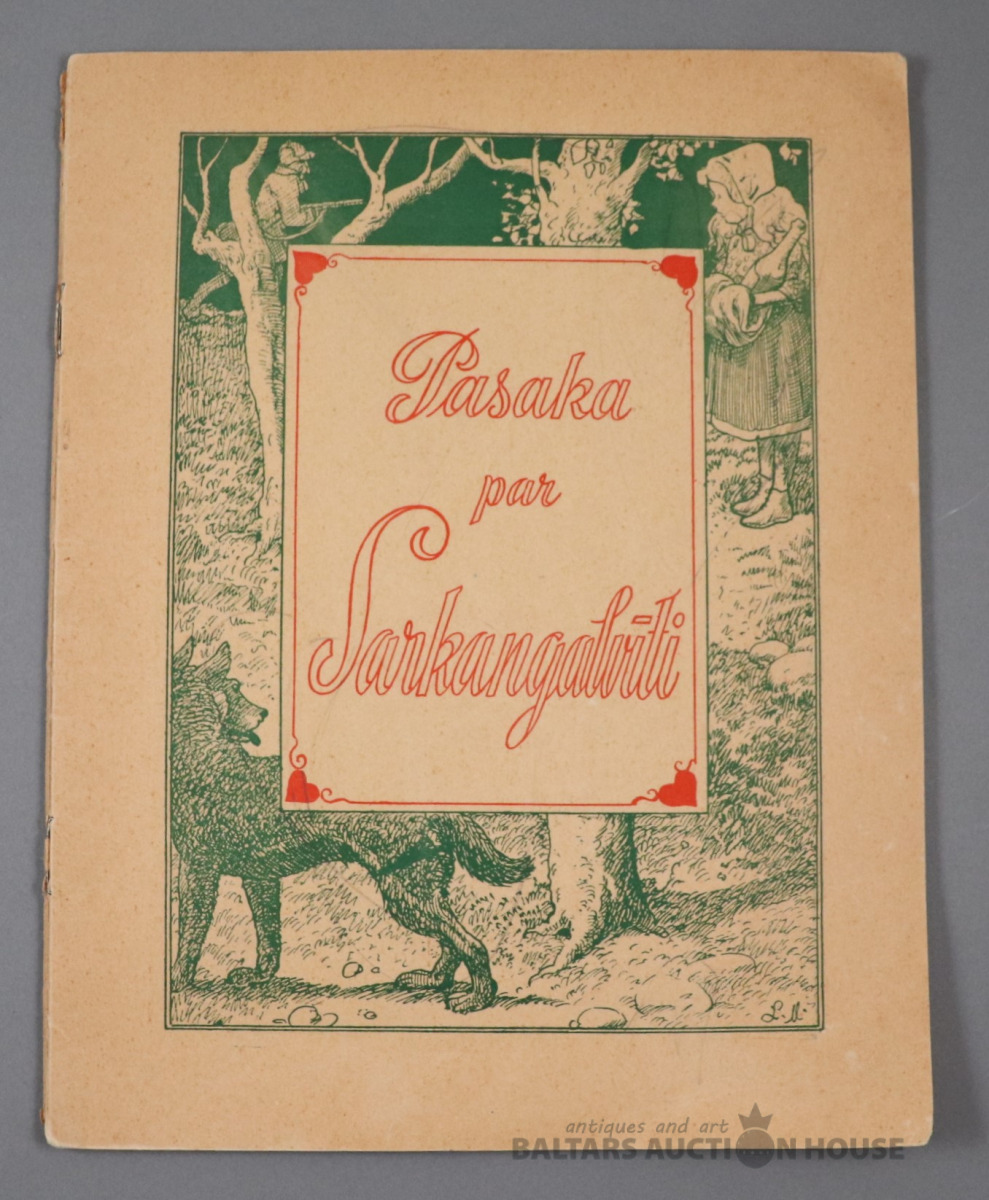 Pasaka
par
Sarkangalvīti
L. M.
antiques and art
BALTARS AUCTION HOUSE